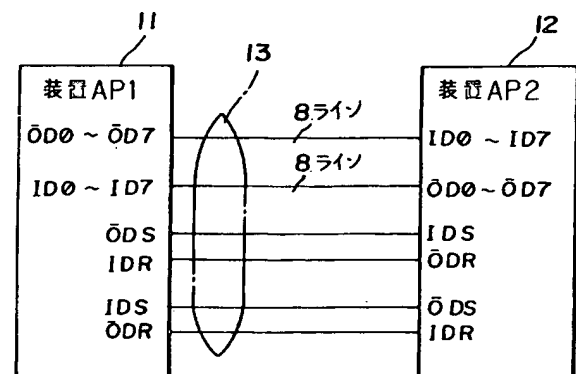 11
12
13
装置AP1
装置AP2
ŌD0～ŌD7
8ライン
ID0～ID7
8ライン
ID0～ID7
ŌD0～ŌD7
ŌDS
IDS
IDR
ŌDR
IDS
ŌDS
ŌDR
IDR